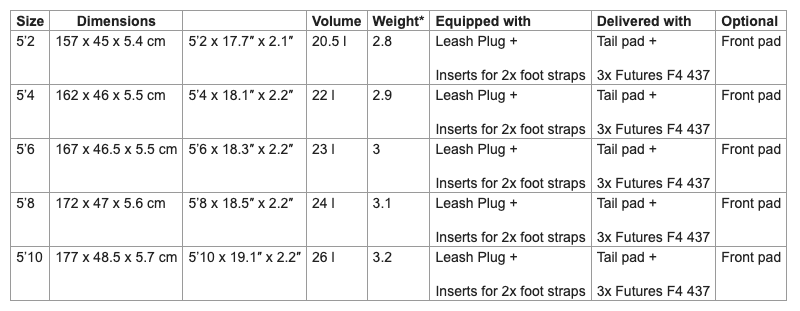 Size Dimensions Volume Weight* Equipped with Delivered with Optional
5’2 157 x 45 x 5.4 cm 5’2 x 17.7″ x 2.1″ 20.5 l 2.8 Leash Plug + Tail pad + Front pad
Inserts for 2x foot straps 3x Futures F4 437
5’4 162 x 46 x 5.5 cm 5’4 x 18.1″ x 2.2″ 22 l 2.9 Leash Plug + Tail pad + Front pad
Inserts for 2x foot straps 3x Futures F4 437
5’6 167 x 46.5 x 5.5 cm 5’6 x 18.3″ x 2.2″ 23 l 3 Leash Plug + Tail pad + Front pad
Inserts for 2x foot straps 3x Futures F4 437
5’8 172 x 47 x 5.6 cm 5’8 x 18.5″ x 2.2″ 24 l 3.1 Leash Plug + Tail pad + Front pad
Inserts for 2x foot straps 3x Futures F4 437
5’10 177 x 48.5 x 5.7 cm 5’10 x 19.1″ x 2.2″ 26 l 3.2 Leash Plug + Tail pad + Front pad
Inserts for 2x foot straps 3x Futures F4 437